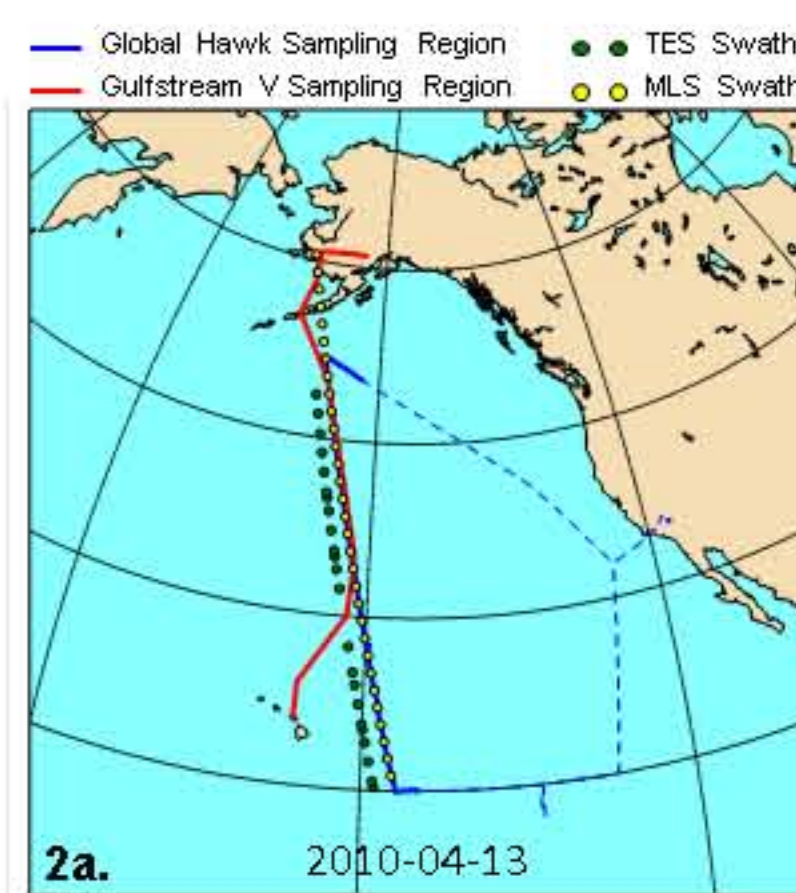 Global Hawk Sampling Region
TES Swath
Gulfstream V Sampling Region
MLS Swath
2a.
2010-04-13